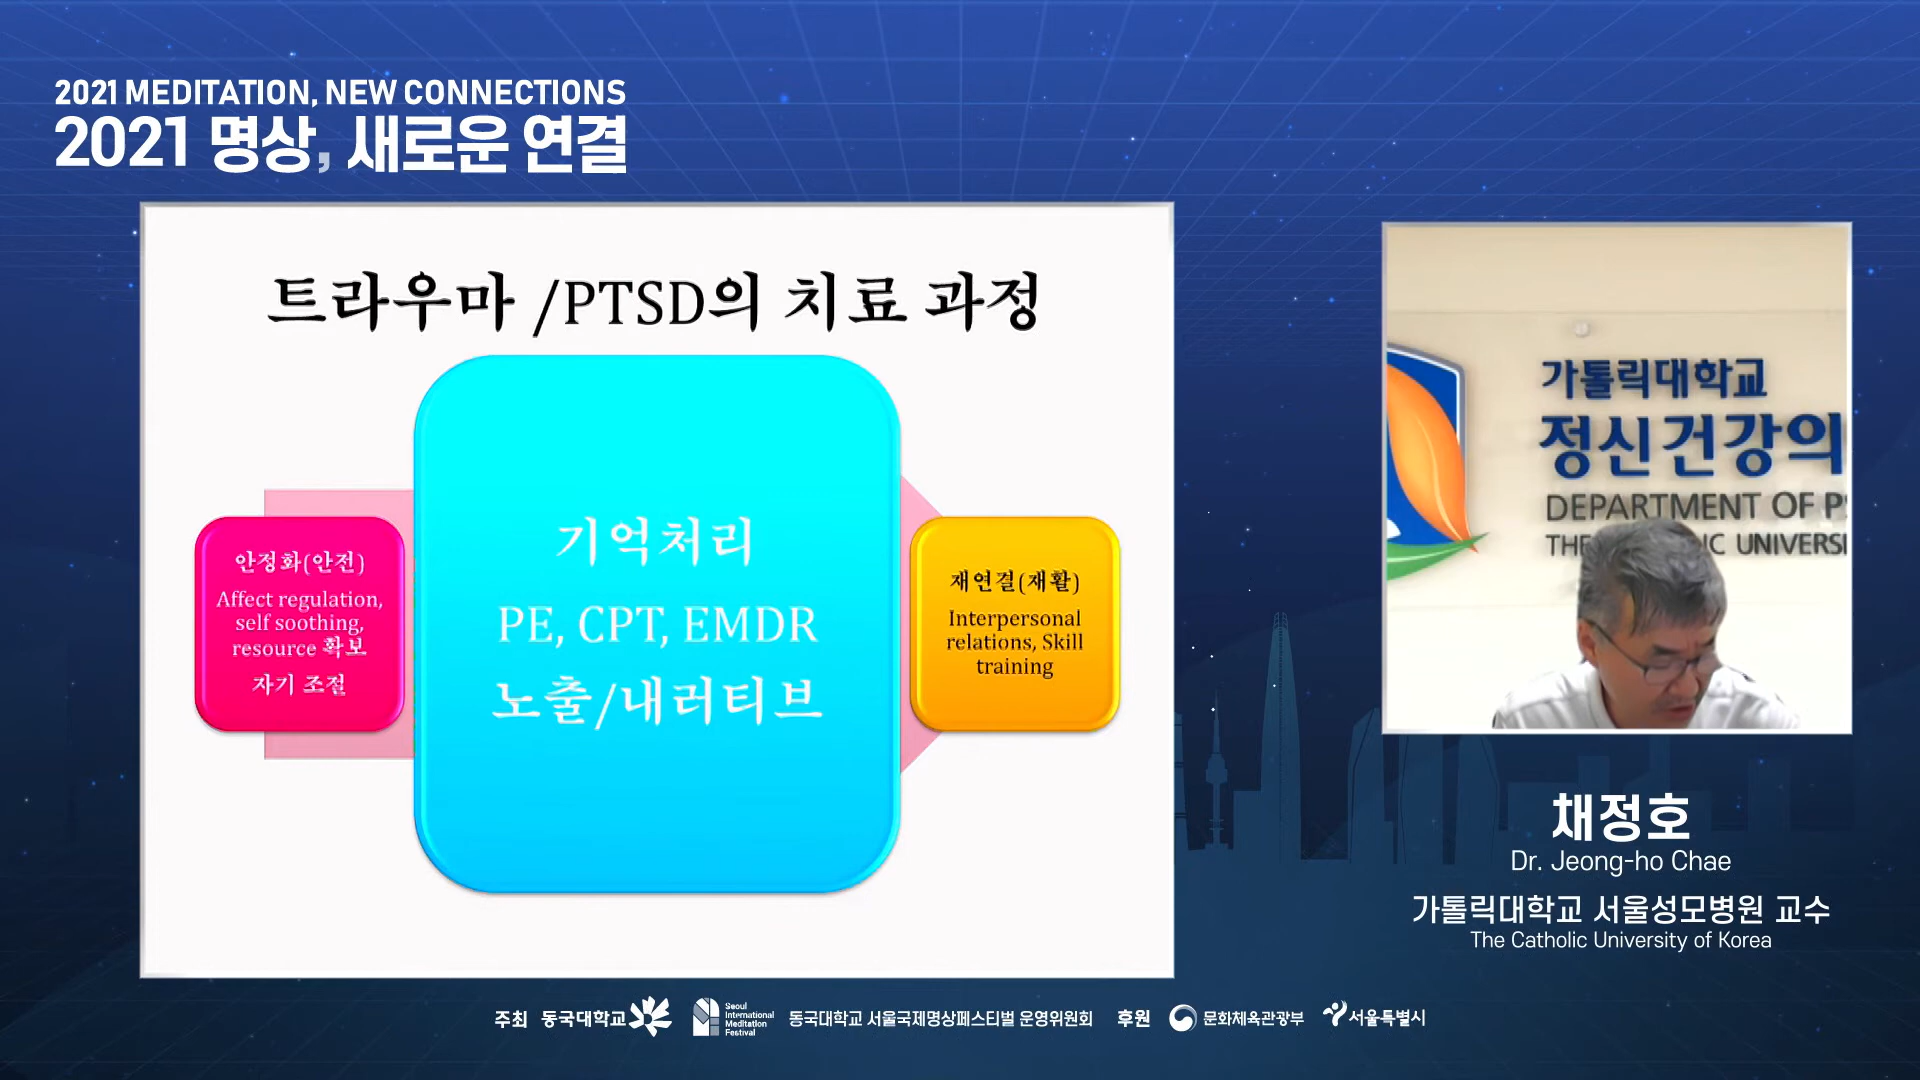 2021 MEDITATION, NEW CONNECTIONS
2021 명상, 새로운 연결
트라우마 /PTSD의 치료 과정
안정화(안전)
Affect regulation,
self soothing,
resource 확보
자기 조절
기억처리
PE, CPT, EMDR
노출/내러티브
재연결(재활)
Interpersonal
relations, Skill
training
가톨릭대학교
정신건강의
DEPARTMENT OF
UNIVERSI
채정호
Dr. Jeong-ho Chae
가톨릭대학교 서울성모병원 교수
The Catholic University of Korea
주최 동국대학교
Seoul
International
Meditation
Festival
동국대학교 서울국제명상페스티벌 운영위원회
후원 문화체육관광부 서울특별시